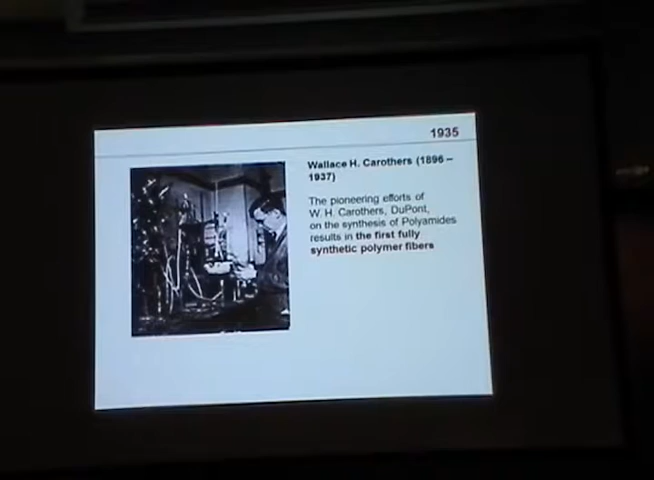 1935
Wallace H. Carothers (1896 –
1937)
The pioneering efforts of
W. H. Carothers, DuPont,
on the synthesis of Polyamides
results in the first fully
synthetic polymer fibers